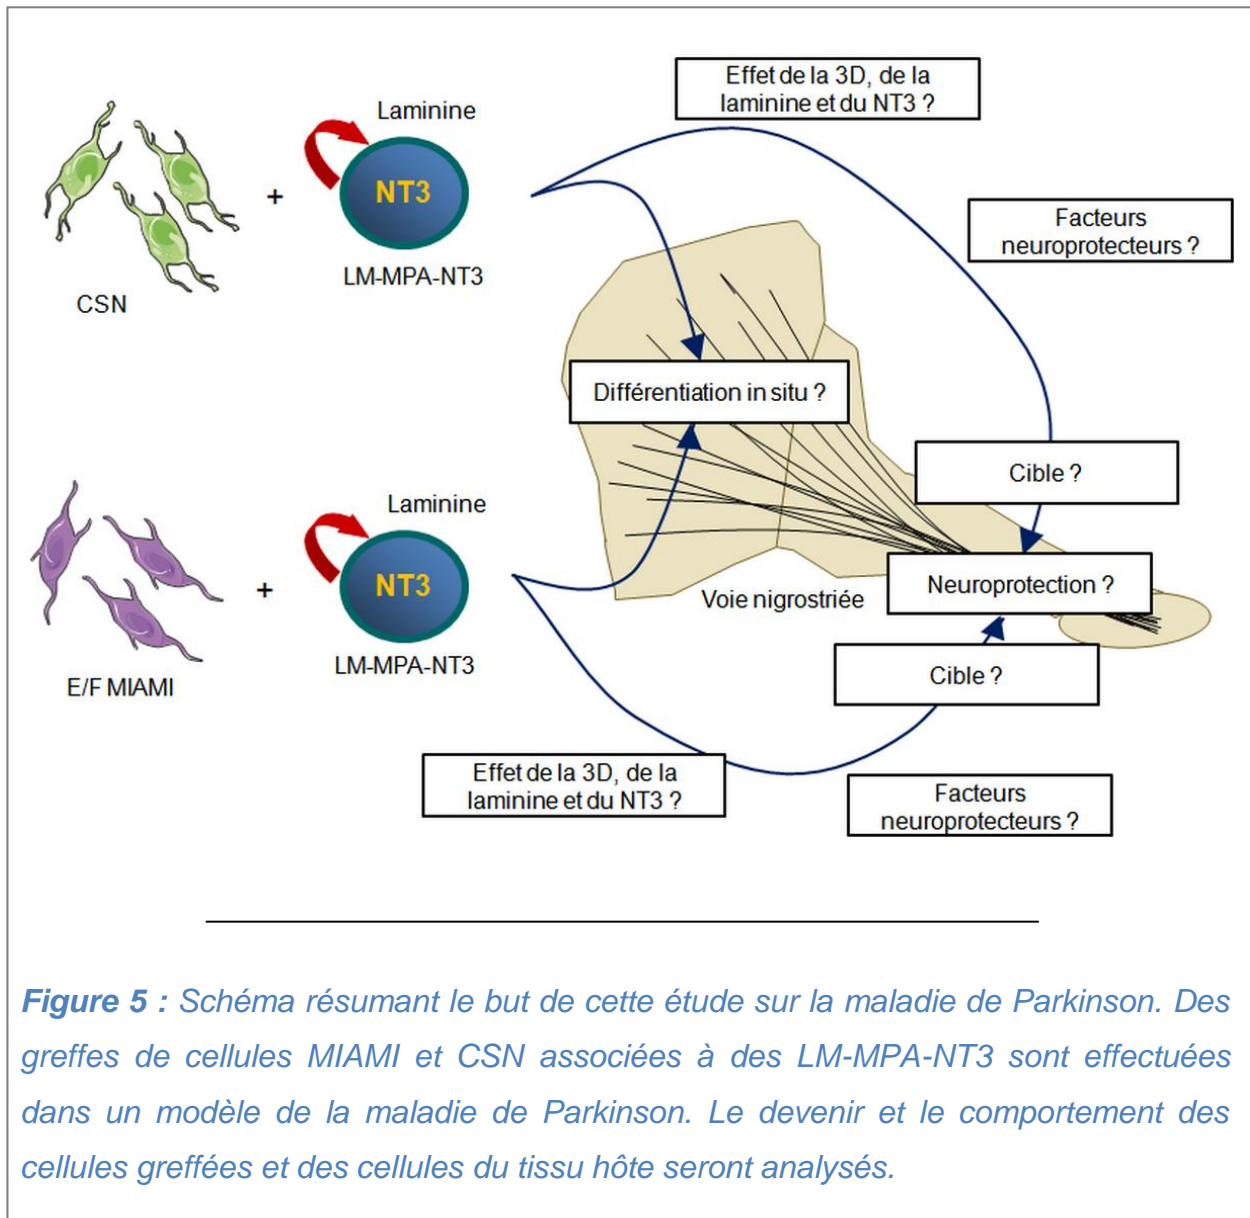 Effet de la 3D, de la
laminine et du NT3 ?
Laminine
NT3
+
LM-MPA-NT3
CSN
Facteurs
neuroprotecteurs ?
Différentiation in situ ?
Cible ?
Laminine
NT3
+
LM-MPA-NT3
E/F MIAMI
Voie nigrostriée
Neuroprotection ?
Cible ?
Effet de la 3D, de la
laminine et du NT3 ?
Facteurs
neuroprotecteurs ?
Figure 5 : Schéma résumant le but de cette étude sur la maladie de Parkinson. Des
greffes de cellules MIAMI et CSN associées à des LM-MPA-NT3 sont effectuées
dans un modèle de la maladie de Parkinson. Le devenir et le comportement des
cellules greffées et des cellules du tissu hôte seront analysés.